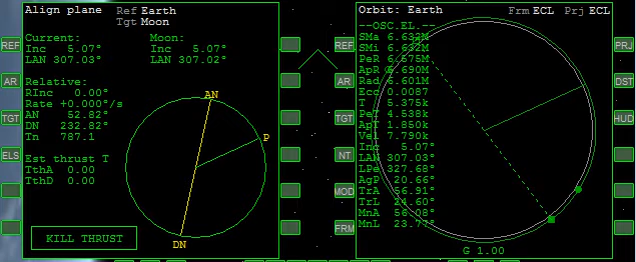 Align plane Ref Earth
Tgt Moon
Current: Moon:
Inc 5.07° Inc 5.07°
LAN 307.03° LAN 307.02°
Relative:
RInc 0.00°
Rate +0.000°/s
AN 52.82°
DN 232.82°
Tn 787.1
Est thrust T
TthA 0.00
TthD 0.00
KILL THRUST
AN
P
DN
REF
AR
TGT
ELS
Orbit: Earth Frm ECL Prj ECL
--OSC.EL.--
SMa 6.632M
SMi 6.632M
PeR 6.575M
ApR 6.690M
Rad 6.601M
Ecc 0.0087
T 5.375k
PeT 4.538k
ApT 1.850k
Vel 7.790k
Inc 5.07°
LAN 307.03°
LPe 327.68°
AgP 20.66°
TrA 56.91°
TrL 24.60°
MnA 56.08°
MnL 23.77°
G 1.00
REF
AR
TGT
NT
MOD
FRM
PRJ
DST
HUD